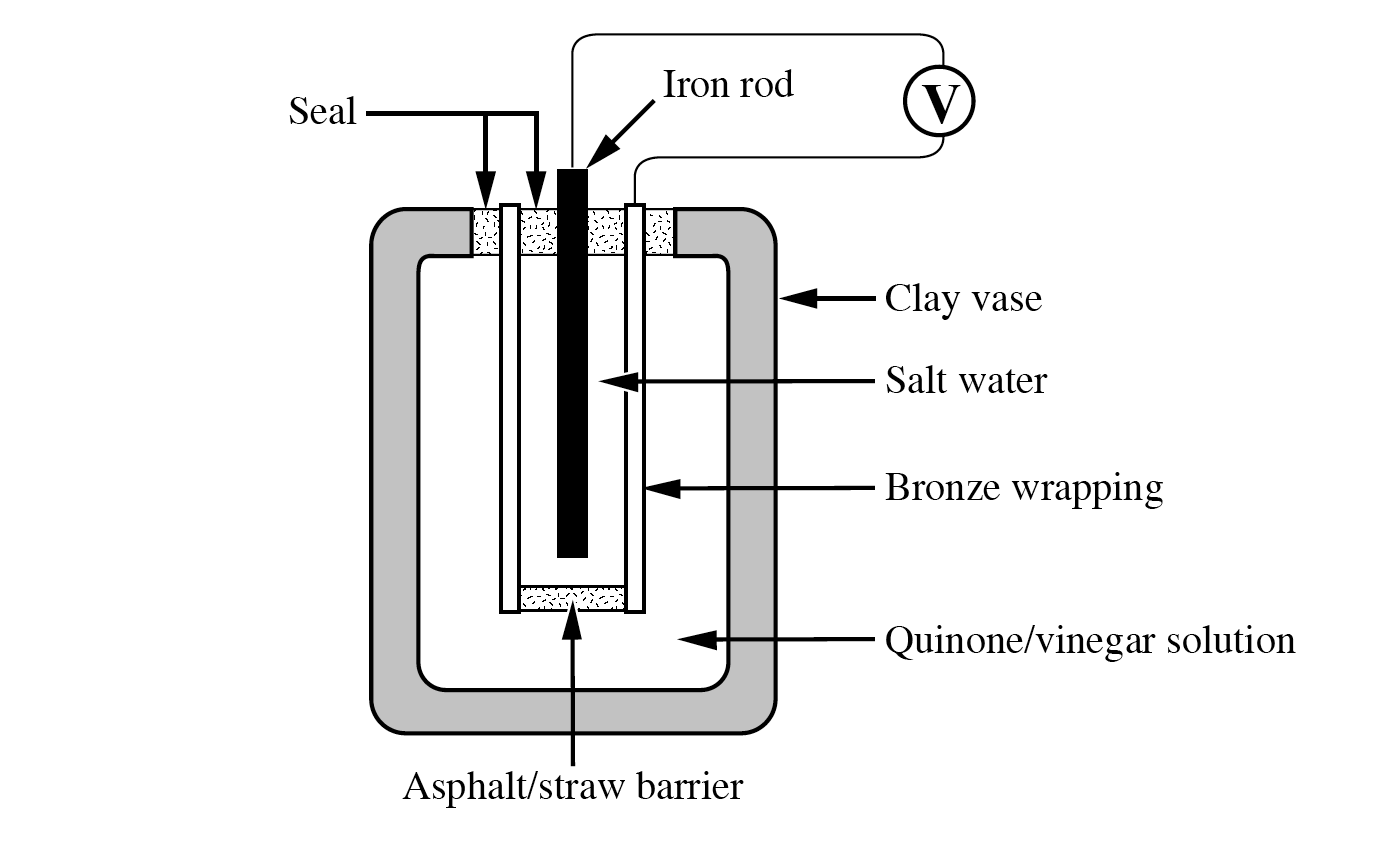 Iron rod
V
Seal
Clay vase
Salt water
Bronze wrapping
Quinone/vinegar solution
Asphalt/straw barrier